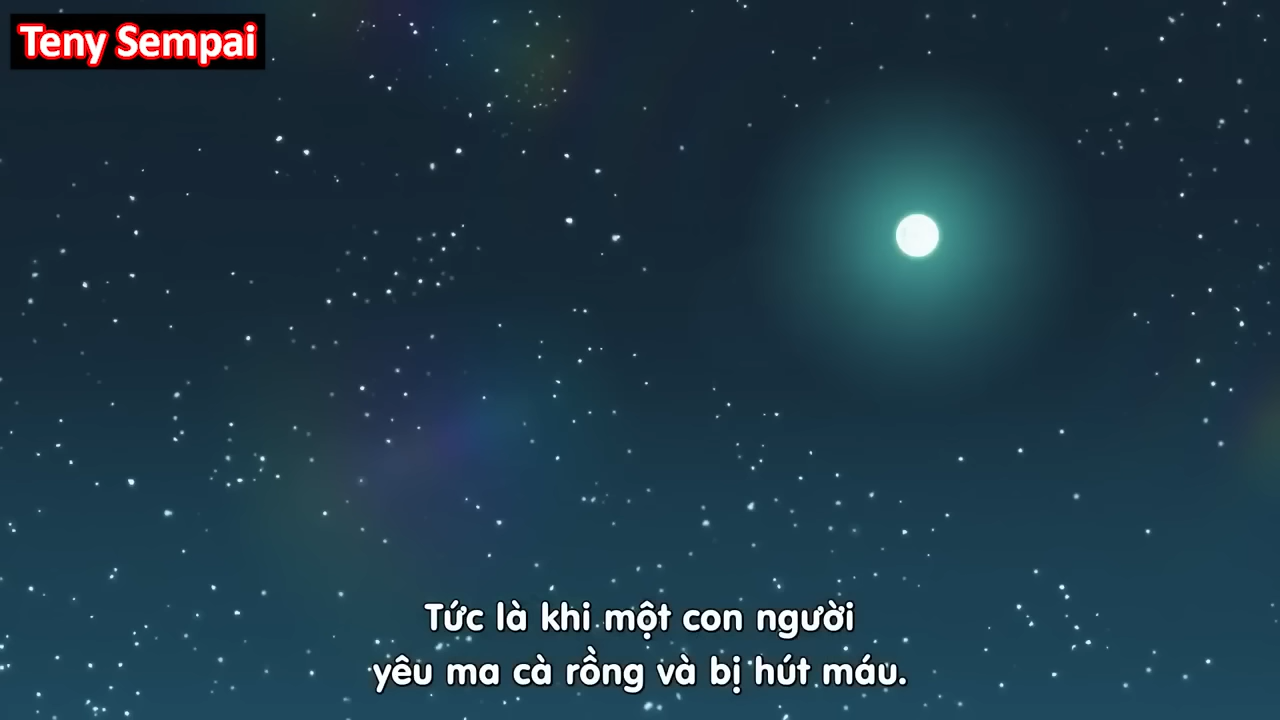 Teny Sempai
Tức là khi một con người
yêu ma cà rồng và bị hút máu.